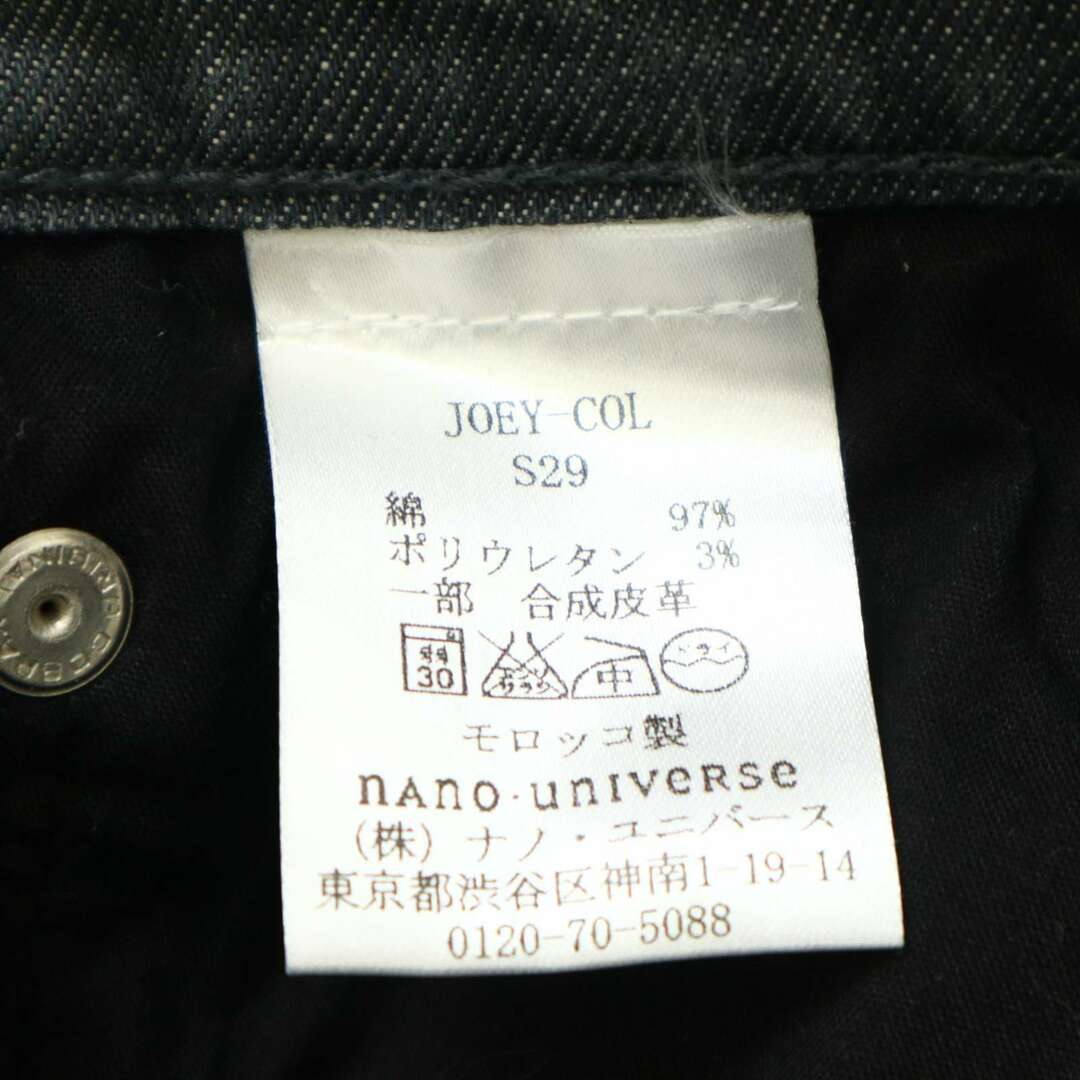 JOEY-COL
S29
綿 97%
ポリウレタン 3%
一部 合成皮革
弱 30 中 ドライ
モロッコ製
nAno・universe
(株) ナノ・ユニバース
東京都渋谷区神南1-19-14
0120-70-5088